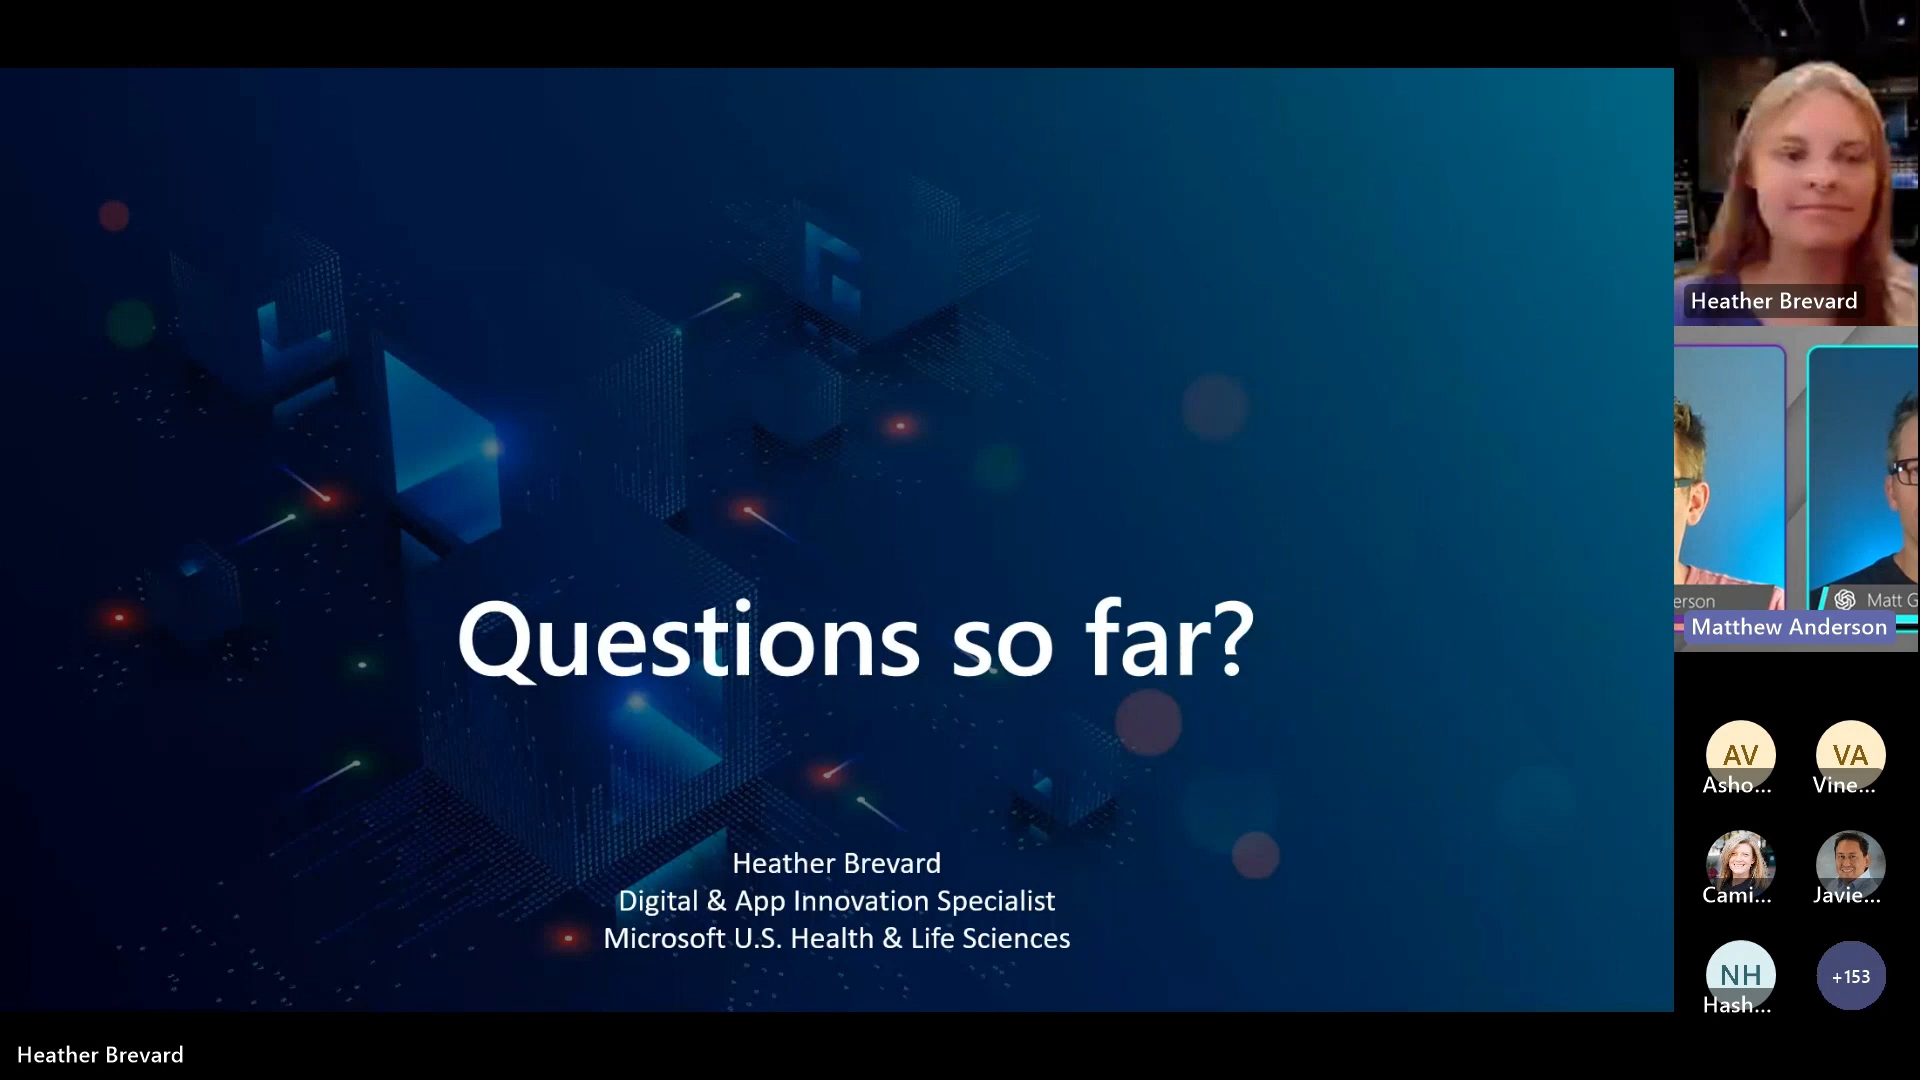 Questions so far?
Heather Brevard
Digital & App Innovation Specialist
Microsoft U.S. Health & Life Sciences
Heather Brevard
Heather Brevard
erson
Matt G
Matthew Anderson
AV
Asho...
VA
Vine...
Cami...
Javie...
NH
Hash...
+153